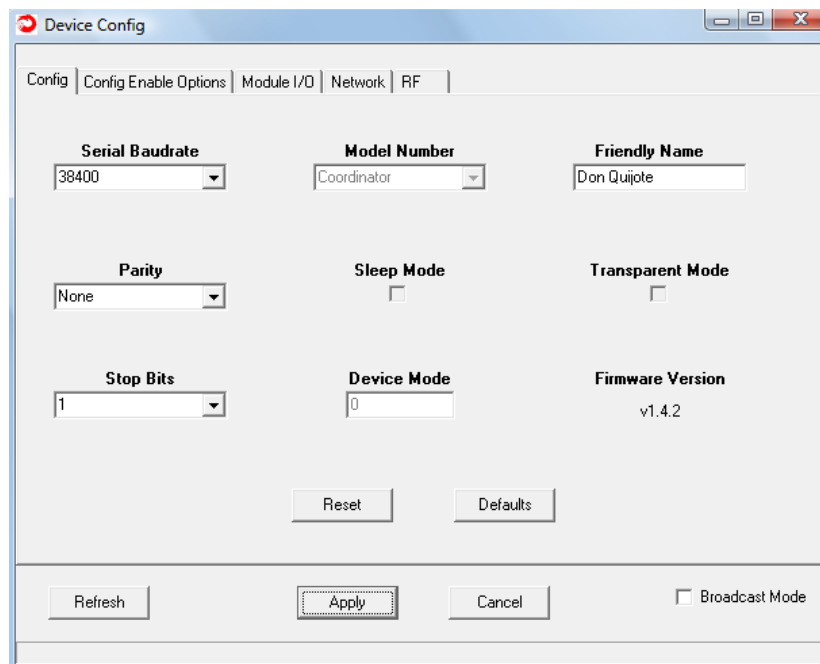 Device Config
Config Config Enable Options Module I/O Network RF
Serial Baudrate Model Number Friendly Name
38400 Coordinator Don Quijote
Parity Sleep Mode Transparent Mode
None
Stop Bits Device Mode Firmware Version
1 0 v1.4.2
Reset Defaults
Refresh Apply Cancel Broadcast Mode